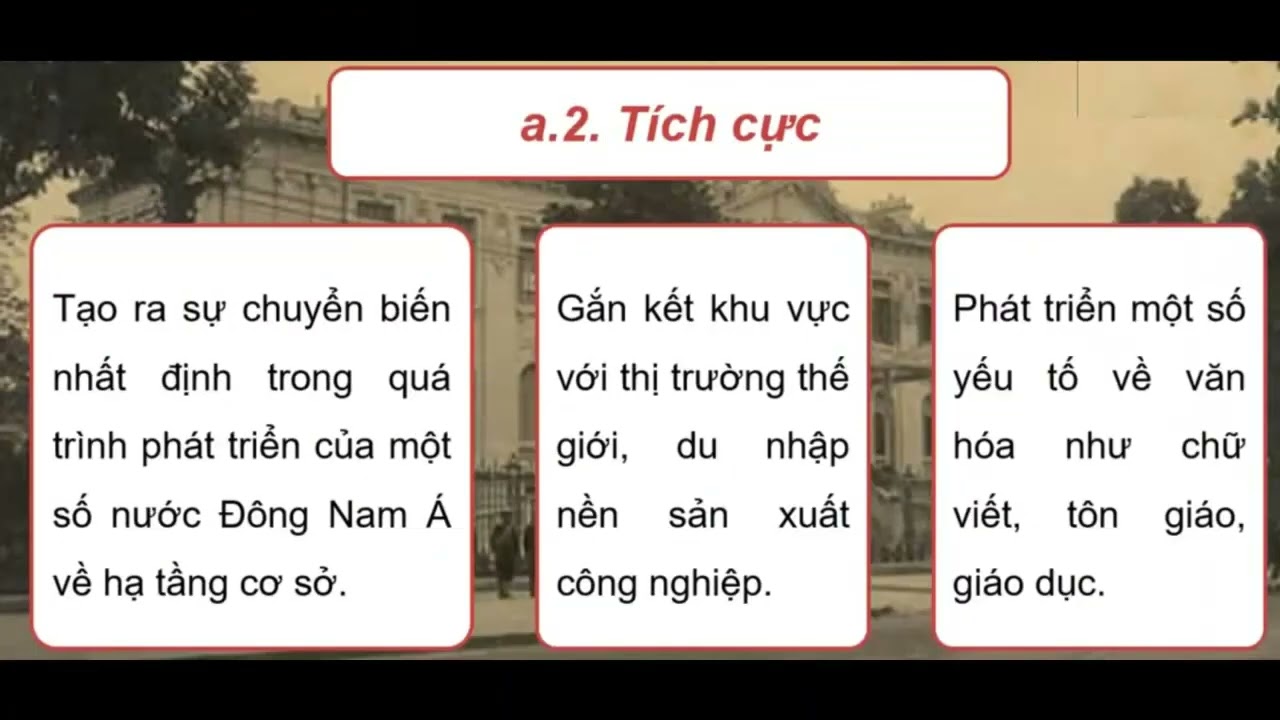 a.2. Tích cực
Tạo ra sự chuyển biến
nhất định trong quá
trình phát triển của một
số nước Đông Nam Á
về hạ tầng cơ sở.
Gắn kết khu vực
với thị trường thế
giới, du nhập
nền sản xuất
công nghiệp.
Phát triển một số
yếu tố về văn
hóa như chữ
viết, tôn giáo,
giáo dục.